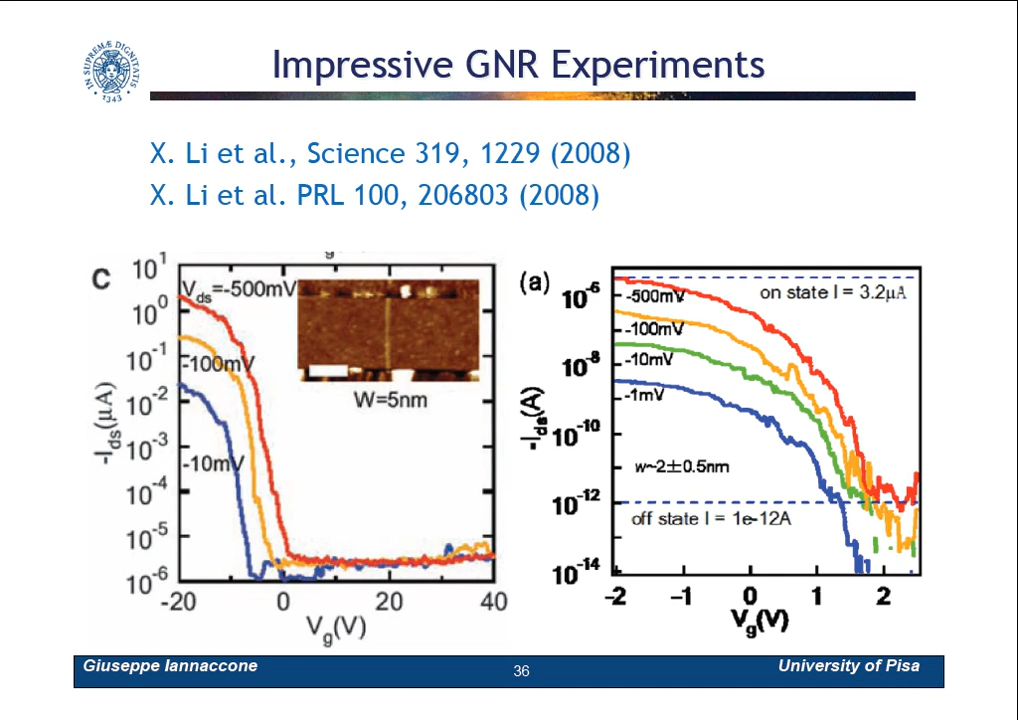 Impressive GNR Experiments
IN SUPREMÆ DIGNITATIS
1343
X. Li et al., Science 319, 1229 (2008)
X. Li et al. PRL 100, 206803 (2008)
C
-I_ds(μA)
10^1
10^0
10^-1
10^-2
10^-3
10^-4
10^-5
10^-6
V_ds=-500mV
-100mV
-10mV
W=5nm
-20 0 20 40
V_g(V)
(a)
-I_ds(A)
10^-6
10^-8
10^-10
10^-12
10^-14
on state I = 3.2μA
-500mV
-100mV
-10mV
-1mV
w~2±0.5nm
off state I = 1e-12A
-2 -1 0 1 2
V_g(V)
Giuseppe Iannaccone 36 University of Pisa